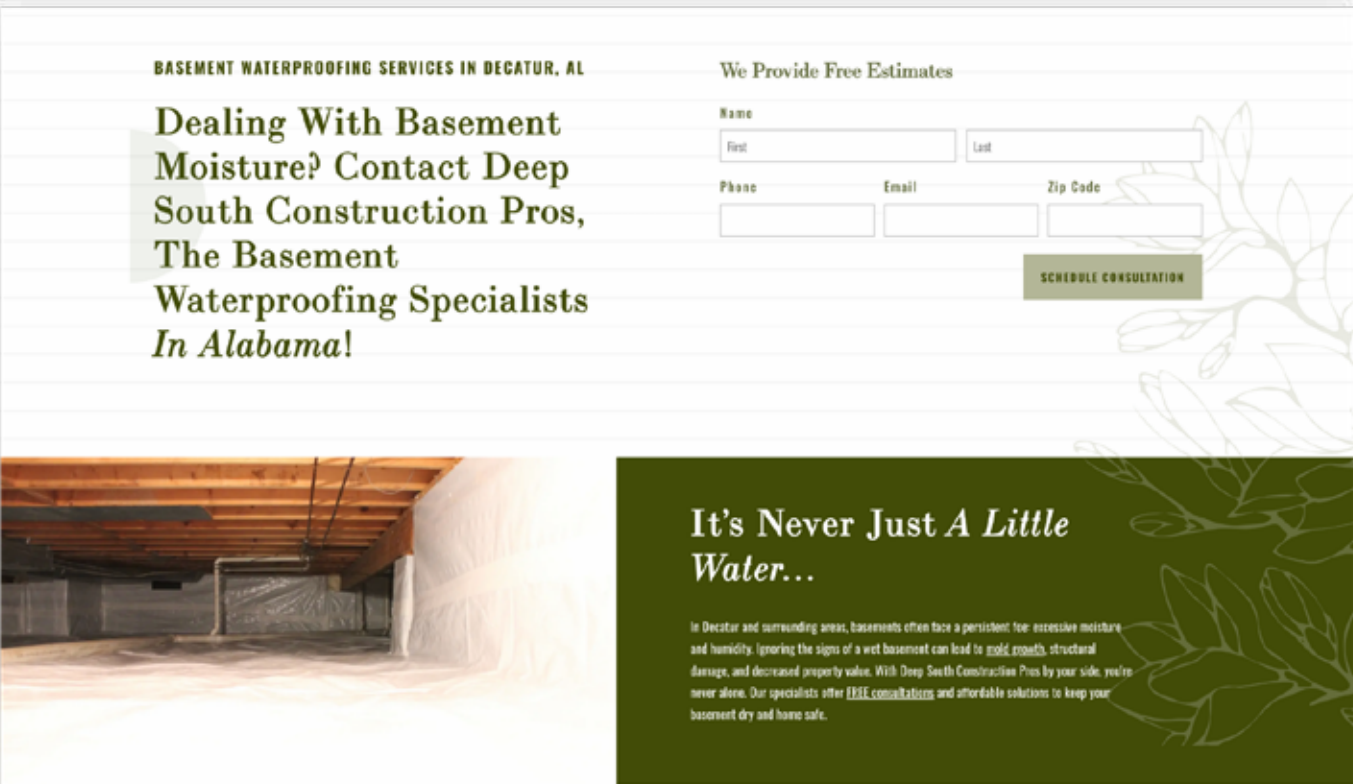 BASEMENT WATERPROOFING SERVICES IN DECATUR, AL
Dealing With Basement
Moisture? Contact Deep
South Construction Pros,
The Basement
Waterproofing Specialists
In Alabama!
We Provide Free Estimates
Name
First
Last
Phone
Email
Zip Code
SCHEDULE CONSULTATION
It's Never Just A Little
Water...
In Decatur and surrounding areas, basements often face a persistent foe: excessive moisture
and humidity. Ignoring the signs of a wet basement can lead to mold growth, structural
damage, and decreased property value. With Deep South Construction Pros by your side, you're
never alone. Our specialists offer FREE consultations and affordable solutions to keep your
basement dry and home safe.